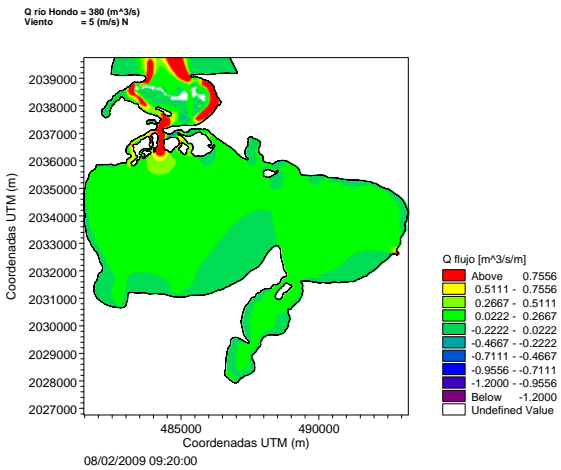 Q río Hondo = 380 (m^3/s)
Viento = 5 (m/s) N
2039000
2038000
2037000
2036000
2035000
2034000
2033000
2032000
2031000
2030000
2029000
2028000
2027000
Coordenadas UTM (m)
485000
490000
Coordenadas UTM (m)
08/02/2009 09:20:00
Q flujo [m^3/s/m]
Above 0.7556
0.5111 - 0.7556
0.2667 - 0.5111
0.0222 - 0.2667
-0.2222 - 0.0222
-0.4667 - -0.2222
-0.7111 - -0.4667
-0.9556 - -0.7111
-1.2000 - -0.9556
Below -1.2000
Undefined Value